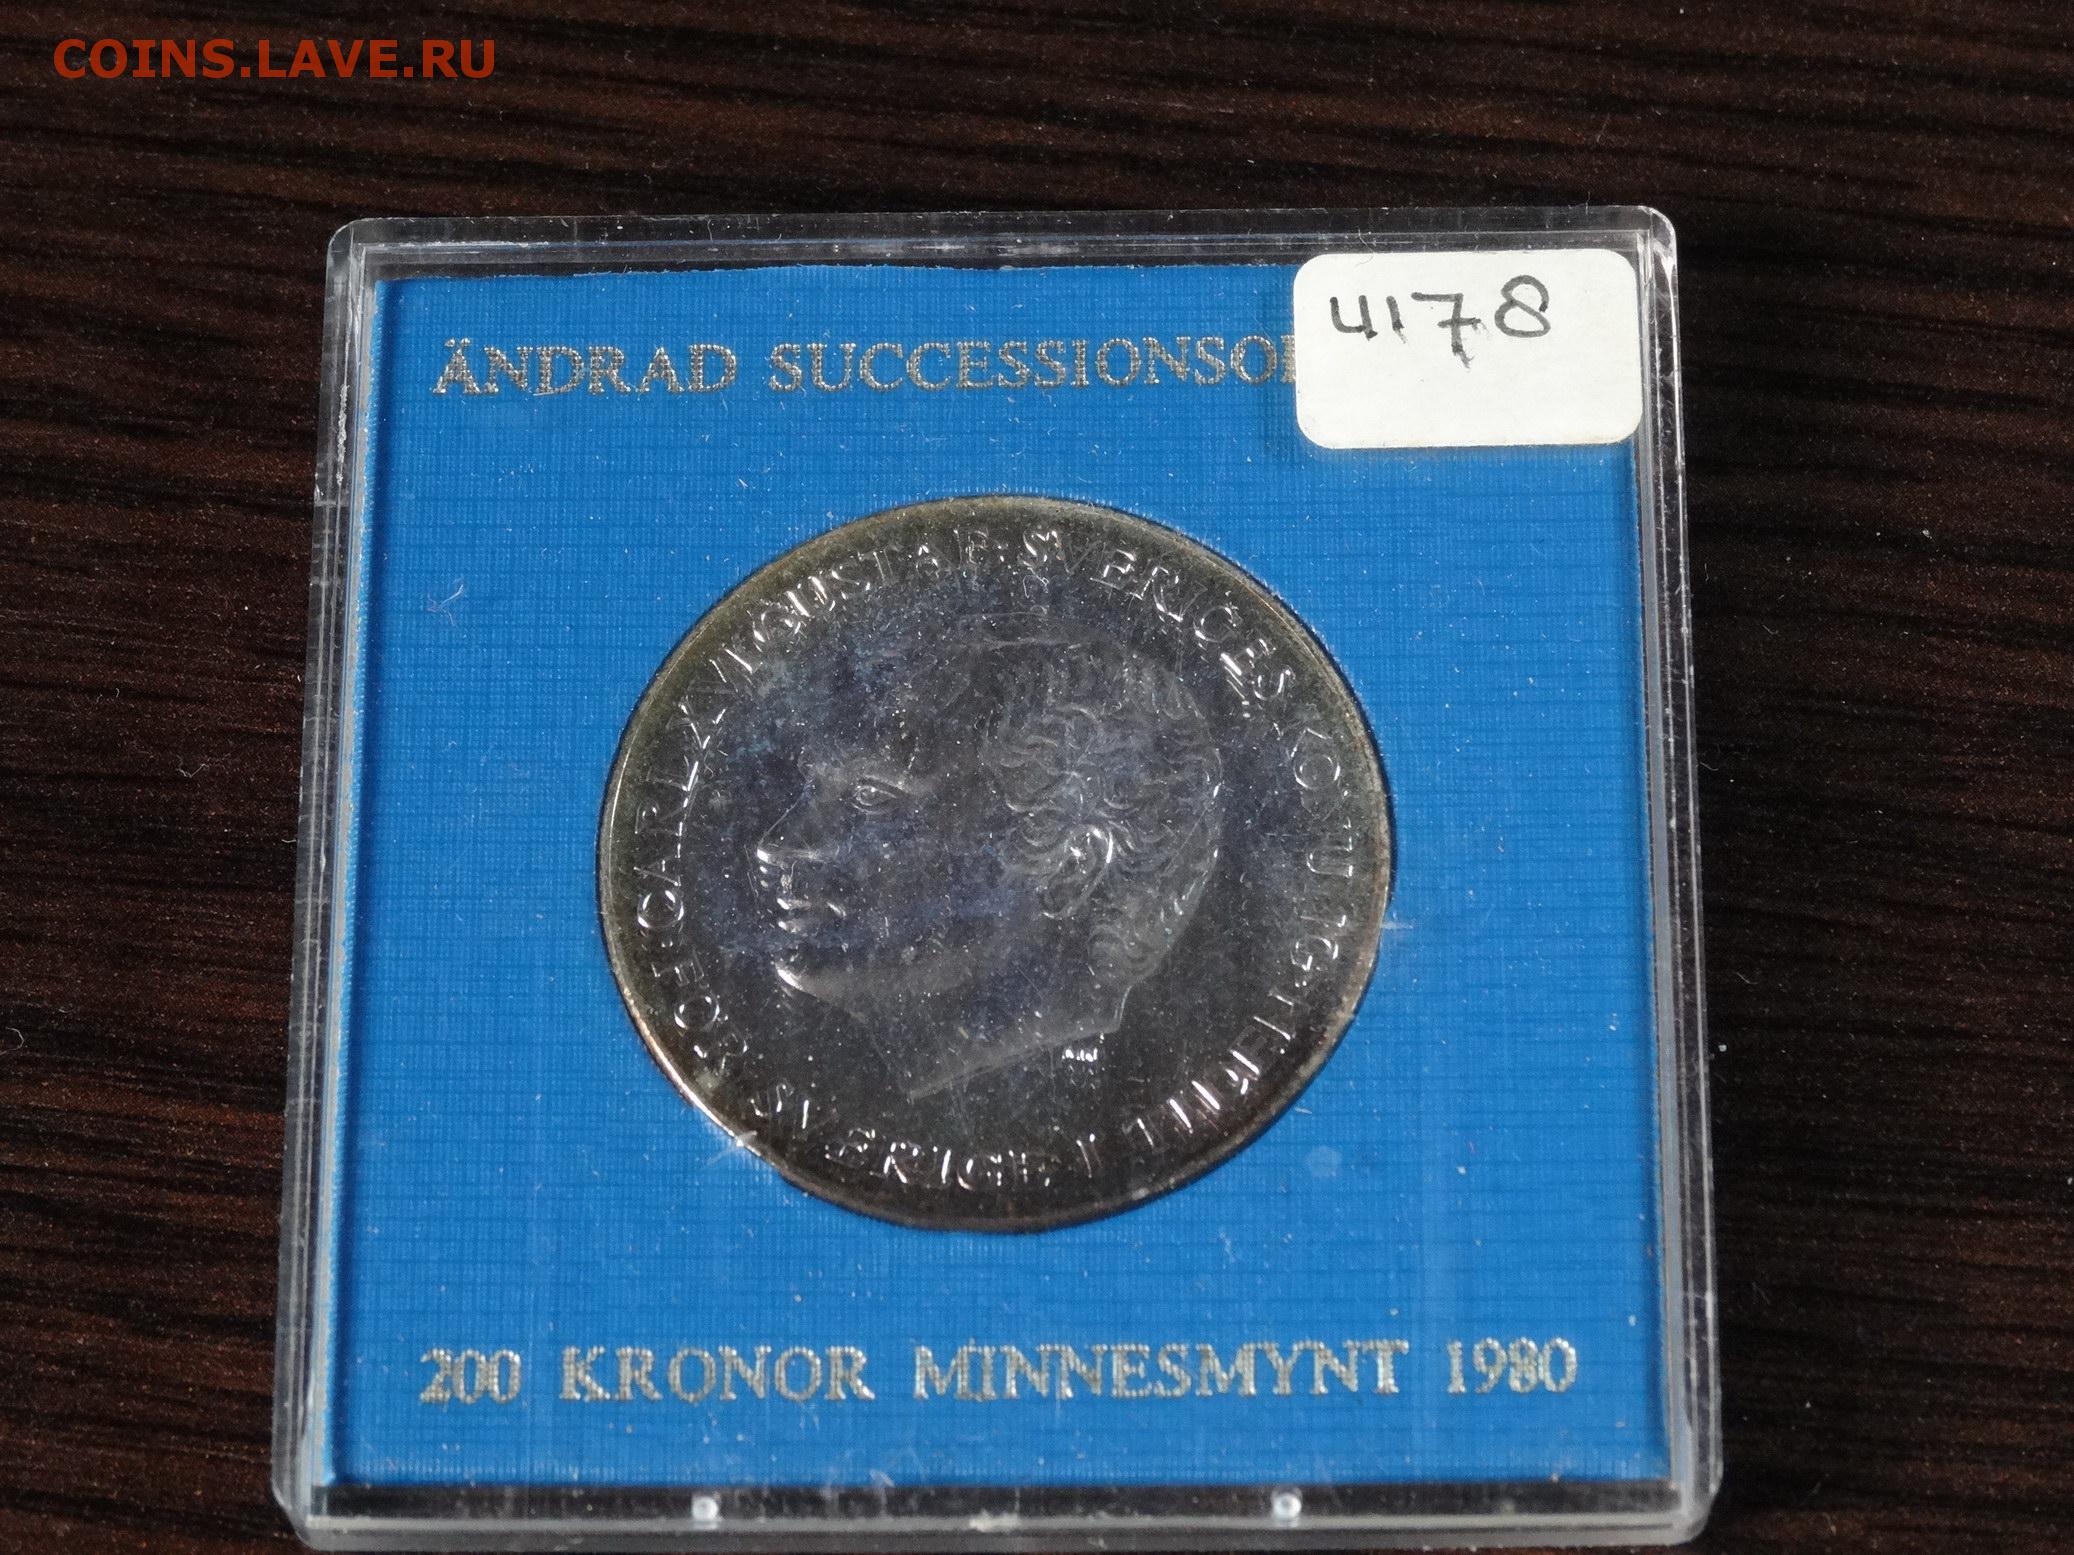 COINS.LAVE.RU
4178
ÄNDRAD SUCCESSIONSO
CARL XVI GUSTAF · SVERIGES KONUNG · FÖR · SVERIGE I TIDEN
200 KRONOR MINNESMYNT 1980